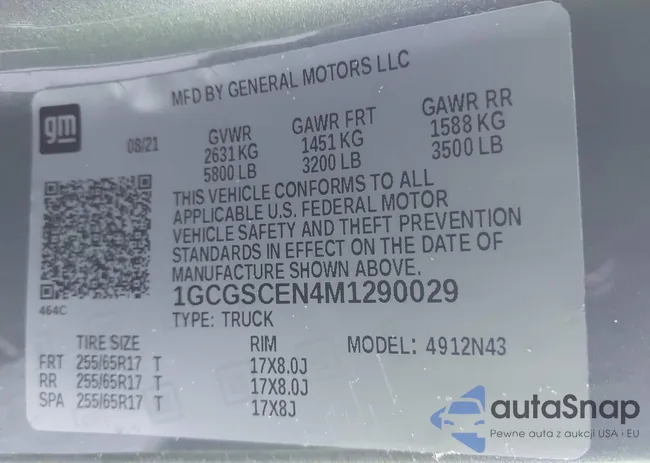 MFD BY GENERAL MOTORS LLC
gm
08/21 GVWR GAWR FRT GAWR RR
2631 KG 1451 KG 1588 KG
5800 LB 3200 LB 3500 LB
THIS VEHICLE CONFORMS TO ALL
APPLICABLE U.S. FEDERAL MOTOR
VEHICLE SAFETY AND THEFT PREVENTION
STANDARDS IN EFFECT ON THE DATE OF
MANUFACTURE SHOWN ABOVE.
1GCGSCEN4M1290029
464C
TYPE: TRUCK
TIRE SIZE RIM MODEL: 4912N43
FRT 255/65R17 T 17X8.0J
RR 255/65R17 T 17X8.0J
SPA 255/65R17 T 17X8J
autaSnap
Pewne auta z aukcji USA i EU